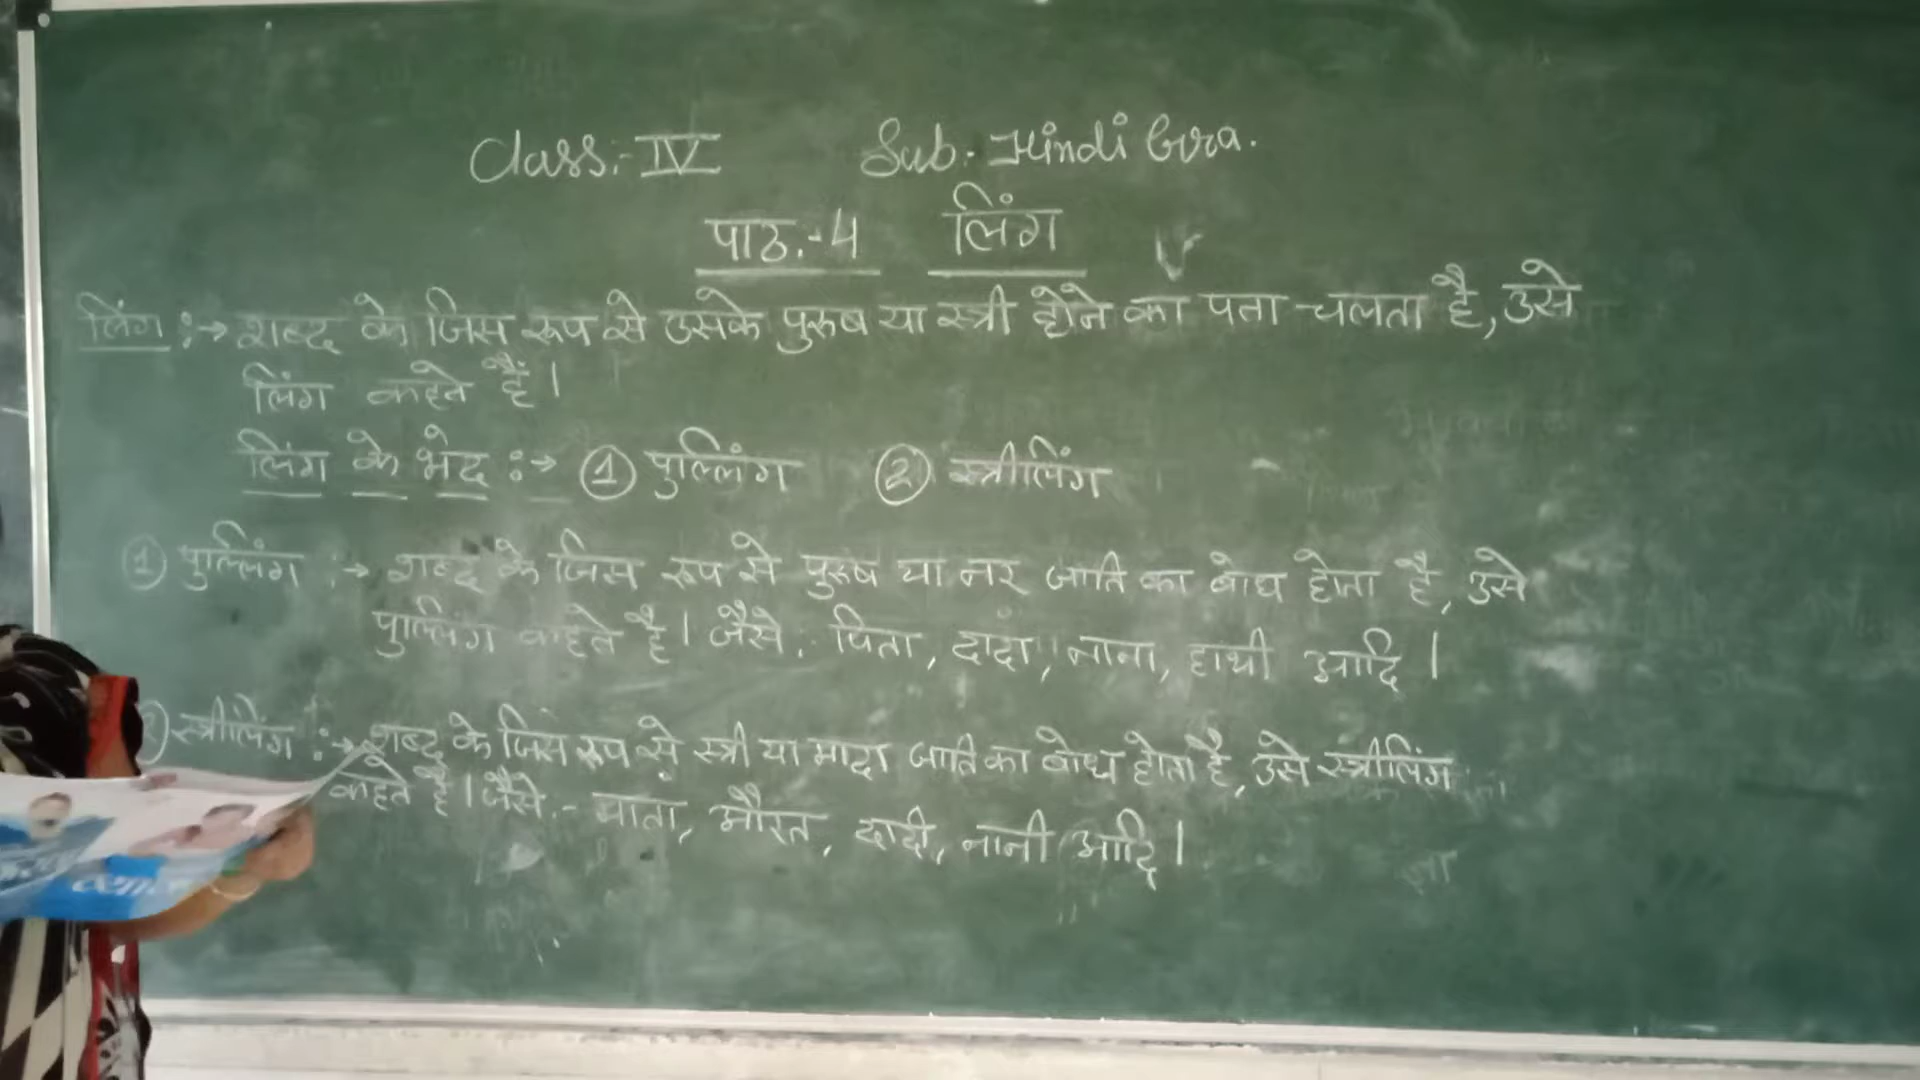 Class:- IV Sub.- Hindi Gra.
पाठ.-4 लिंग
लिंग :→ शब्द के जिस रूप से उसके पुरुष या स्त्री होने का पता चलता है, उसे
लिंग कहते हैं।
लिंग के भेद :→ ① पुल्लिंग ② स्त्रीलिंग
① पुल्लिंग :→ शब्द के जिस रूप से पुरुष या नर जाति का बोध होता है, उसे
पुल्लिंग कहते है। जैसे:- पिता, दादा, नाना, हाथी आदि।
स्त्रीलिंग :→ शब्द के जिस रूप से स्त्री या मादा जाति का बोध होता है, उसे स्त्रीलिंग
कहते है। जैसे:- माता, औरत, दादी, नानी आदि।